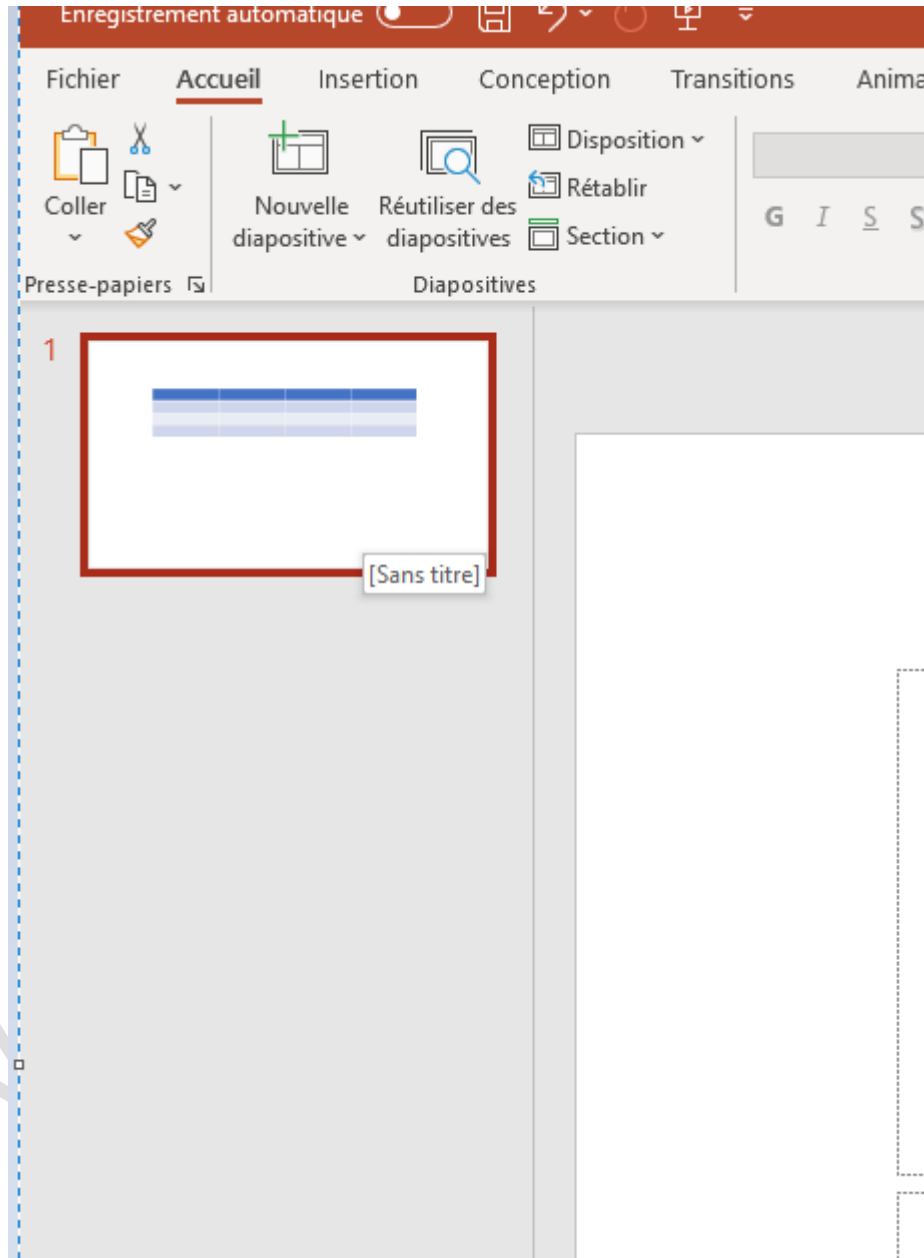 Enregistrement automatique
Fichier Accueil Insertion Conception Transitions Anima
Coller
Nouvelle diapositive
Réutiliser des diapositives
Disposition
Rétablir
Section
G I S S
Presse-papiers Diapositives
1
[Sans titre]